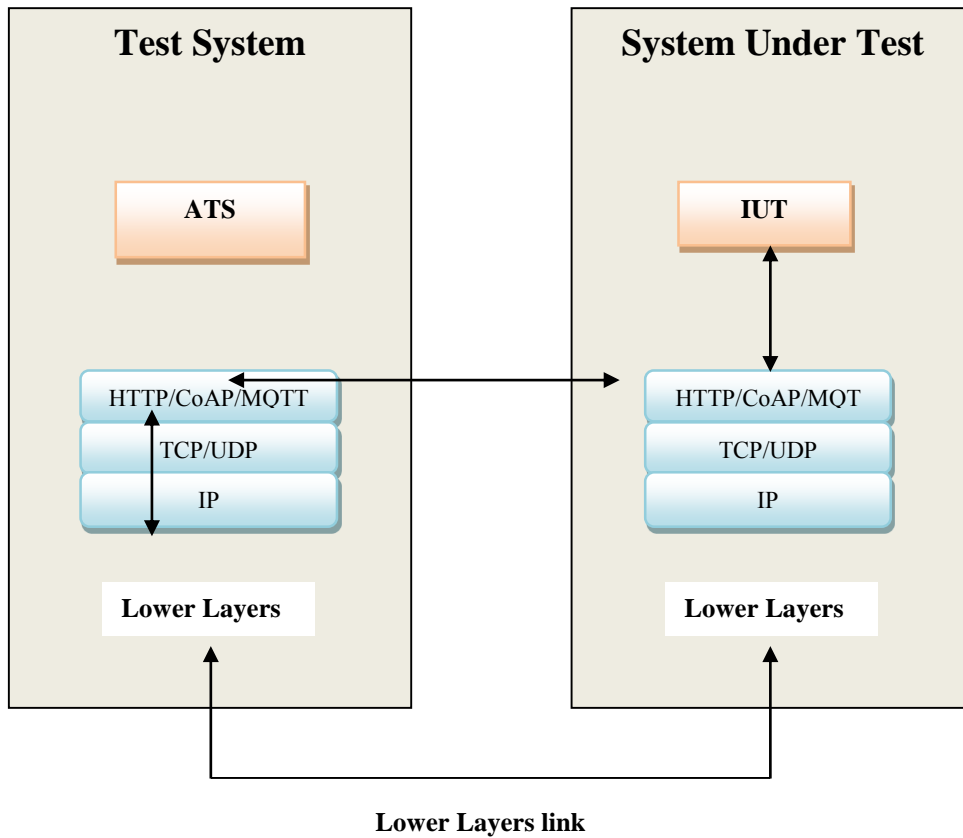 Test System
System Under Test
ATS
IUT
HTTP/CoAP/MQTT
HTTP/CoAP/MQT
TCP/UDP
TCP/UDP
IP
IP
Lower Layers
Lower Layers
Lower Layers link